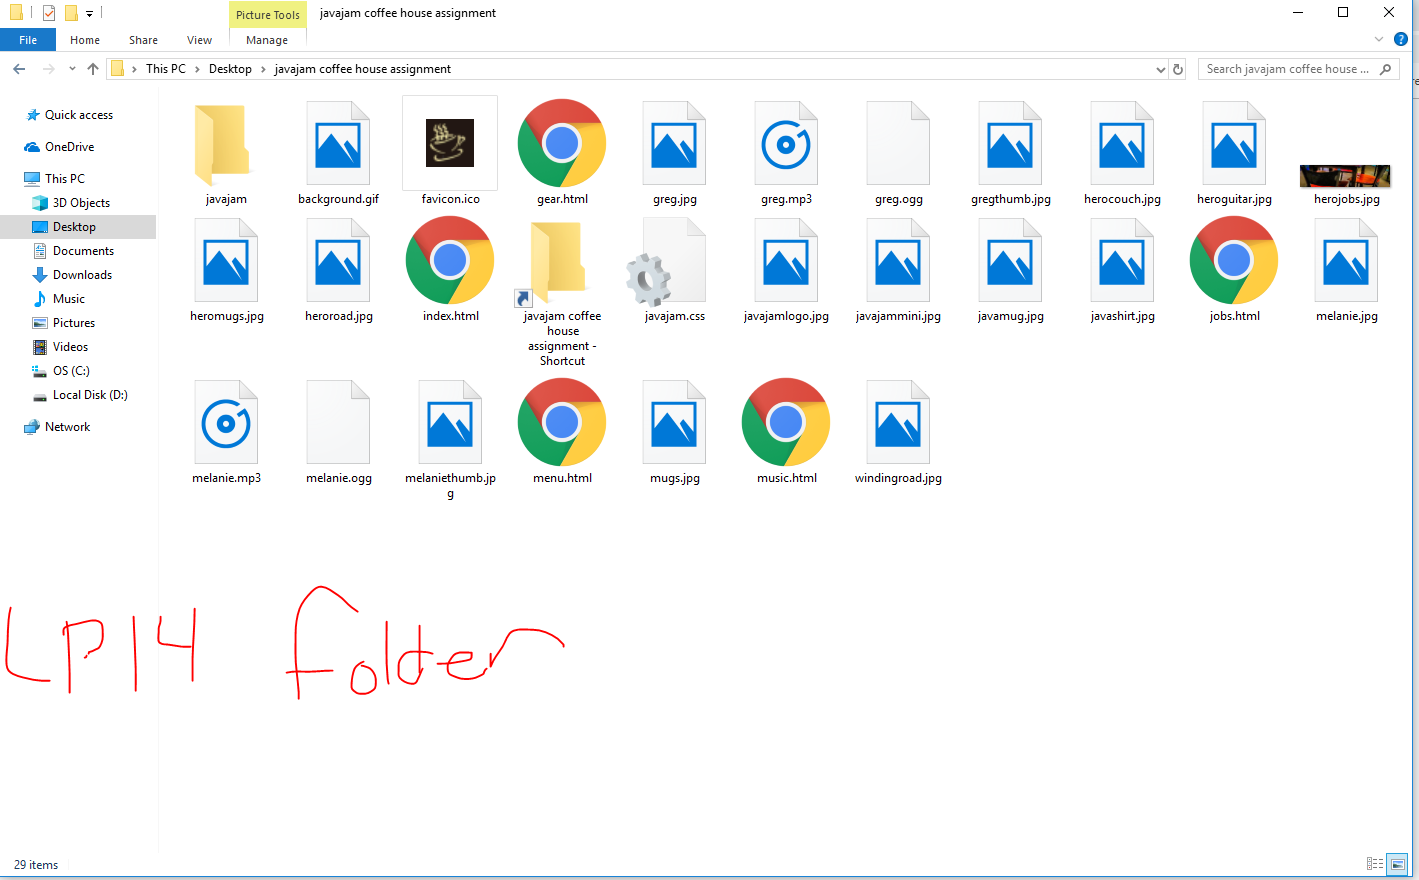 Picture Tools javajam coffee house assignment
File Home Share View Manage
This PC Desktop javajam coffee house assignment Search javajam coffee house ...
Quick access
OneDrive
This PC
3D Objects
Desktop
Documents
Downloads
Music
Pictures
Videos
OS (C:)
Local Disk (D:)
Network
javajam background.gif favicon.ico gear.html greg.jpg greg.mp3 greg.ogg gregthumb.jpg herocouch.jpg heroguitar.jpg herojobs.jpg
heromugs.jpg heroroad.jpg index.html javajam coffee javajam.css javajamlogo.jpg javajammini.jpg javamug.jpg javashirt.jpg jobs.html melanie.jpg
house
assignment -
Shortcut
melanie.mp3 melanie.ogg melaniethumb.jp menu.html mugs.jpg music.html windingroad.jpg
g
LP14 folder
29 items